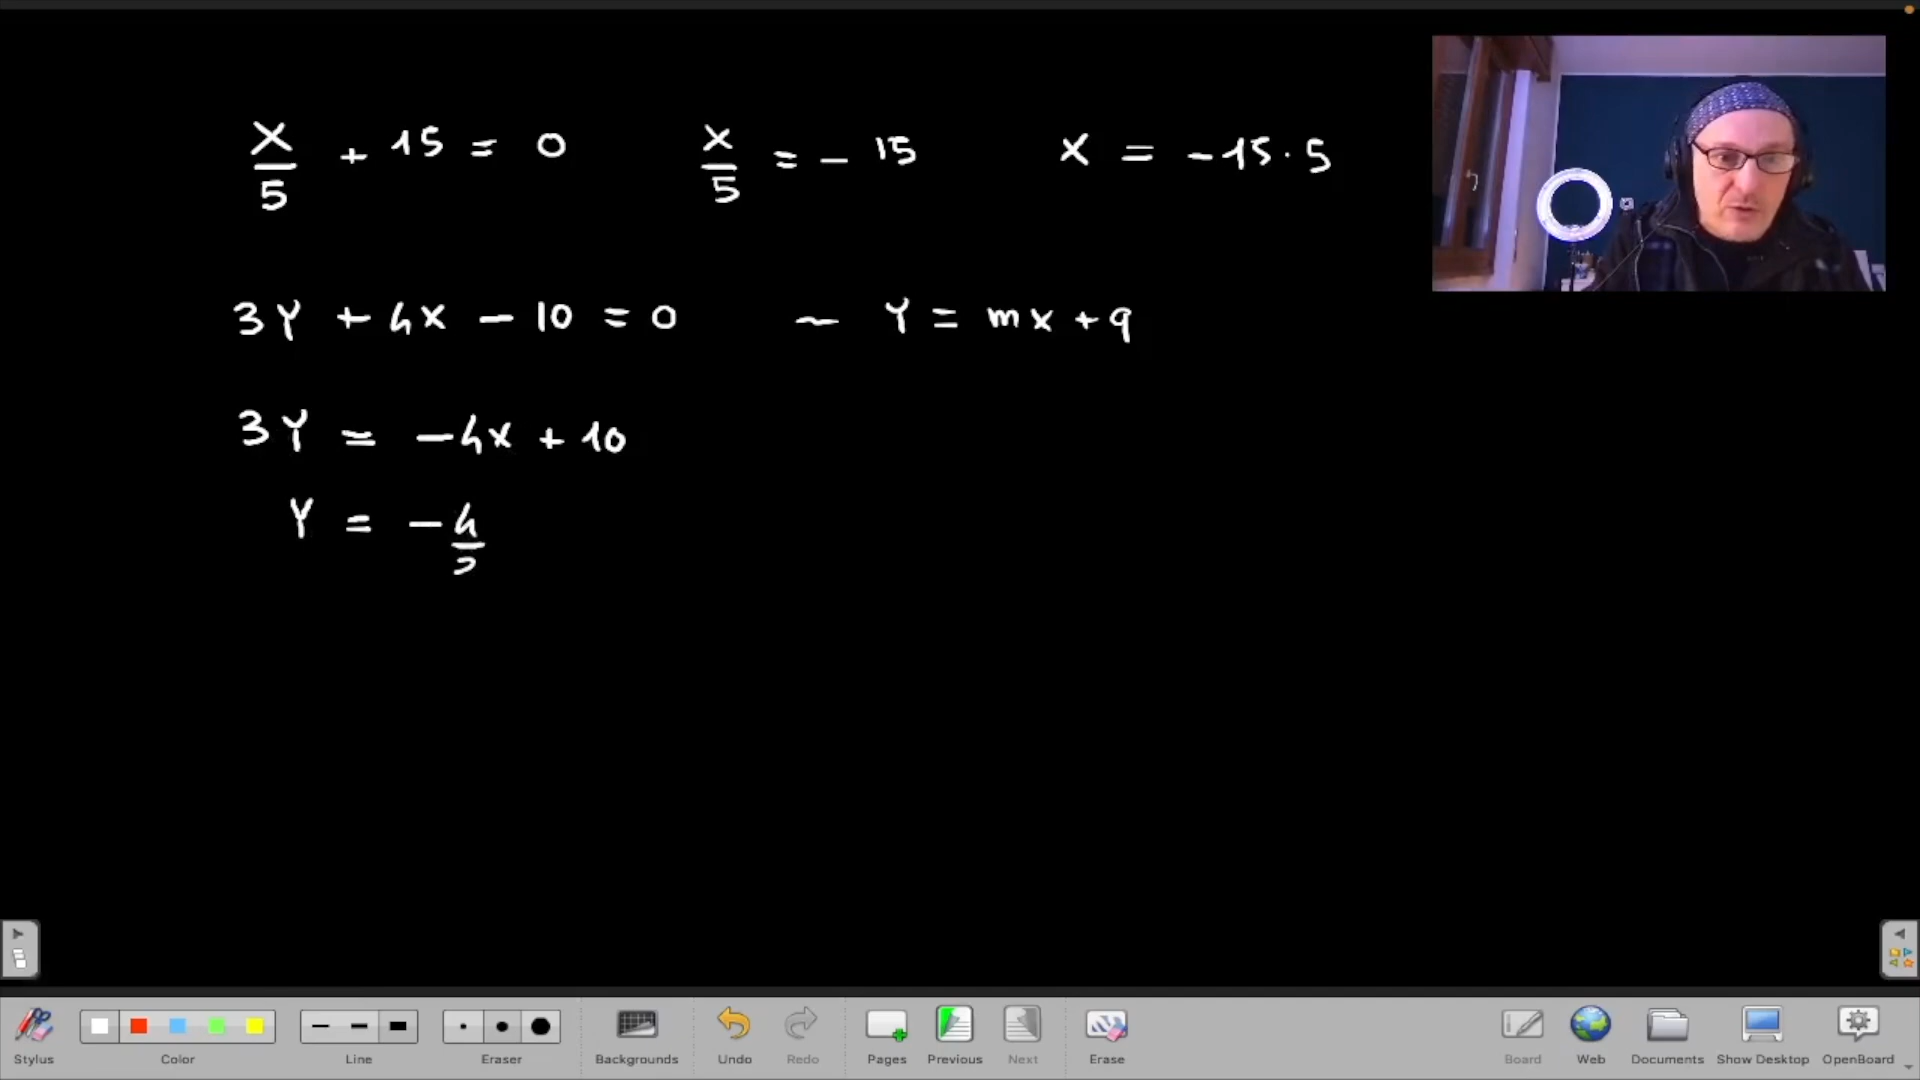 X/5 + 15 = 0    X/5 = - 15    X = -15·5
3Y + 4X - 10 = 0    ~ Y = mx + q
3Y = -4X + 10
Y = -4/
Stylus Color Line Eraser Backgrounds Undo Redo Pages Previous Next Erase Board Web Documents Show Desktop OpenBoard